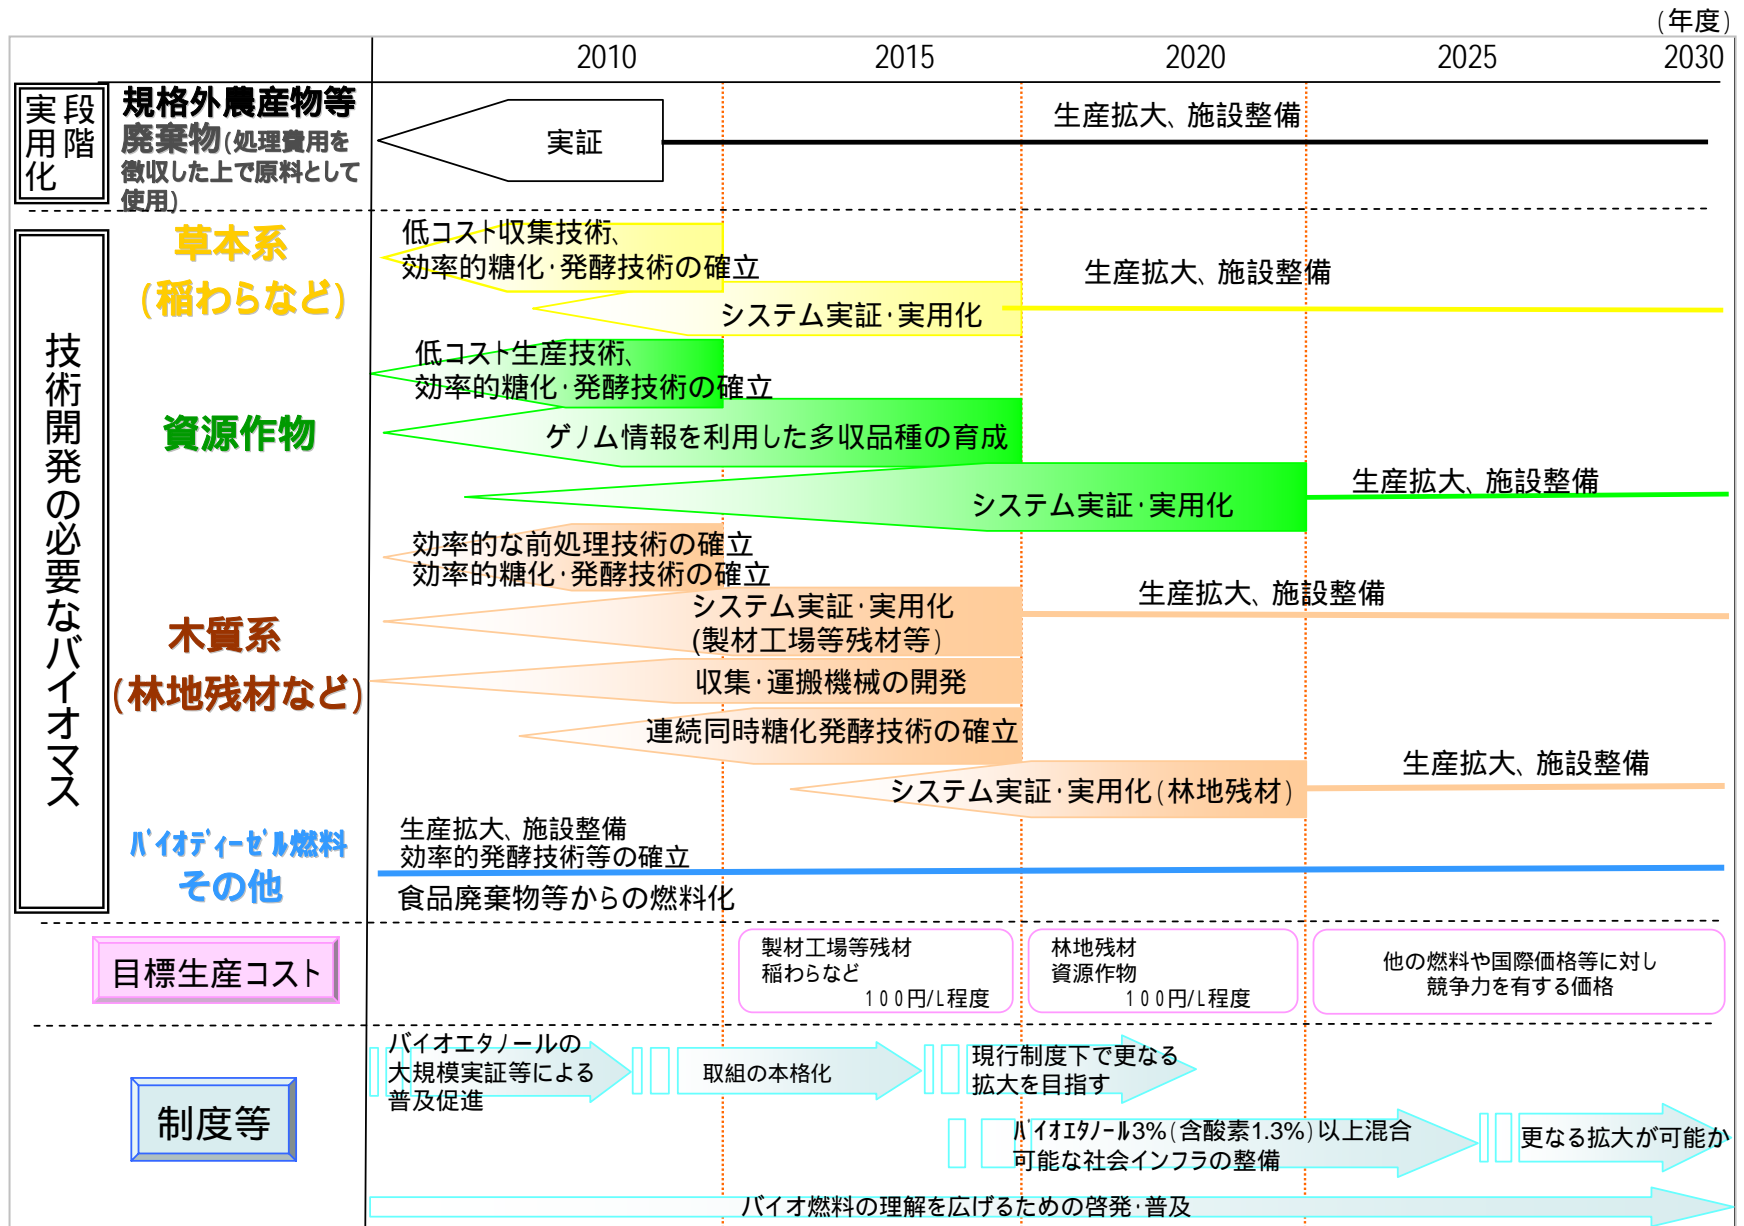 (年度)
2010 2015 2020 2025 2030
実用化段階
規格外農産物等
廃棄物(処理費用を
徴収した上で原料として
使用)
実証
生産拡大、施設整備
技術開発の必要なバイオマス
草本系
(稲わらなど)
低コスト収集技術、
効率的糖化・発酵技術の確立
システム実証・実用化
生産拡大、施設整備
資源作物
低コスト生産技術、
効率的糖化・発酵技術の確立
ゲノム情報を利用した多収品種の育成
システム実証・実用化
生産拡大、施設整備
木質系
(林地残材など)
効率的な前処理技術の確立
効率的糖化・発酵技術の確立
システム実証・実用化
(製材工場等残材等)
生産拡大、施設整備
収集・運搬機械の開発
連続同時糖化発酵技術の確立
システム実証・実用化(林地残材)
生産拡大、施設整備
ﾊﾞｲｵﾃﾞｨｰｾﾞﾙ燃料
その他
生産拡大、施設整備
効率的発酵技術等の確立
食品廃棄物等からの燃料化
目標生産コスト
製材工場等残材
稲わらなど
100円/L程度
林地残材
資源作物
100円/L程度
他の燃料や国際価格等に対し
競争力を有する価格
制度等
バイオエタノールの
大規模実証等による
普及促進
取組の本格化
現行制度下で更なる
拡大を目指す
ﾊﾞｲｵｴﾀﾉｰﾙ3%(含酸素1.3%)以上混合
可能な社会インフラの整備
更なる拡大が可能か
バイオ燃料の理解を広げるための啓発・普及